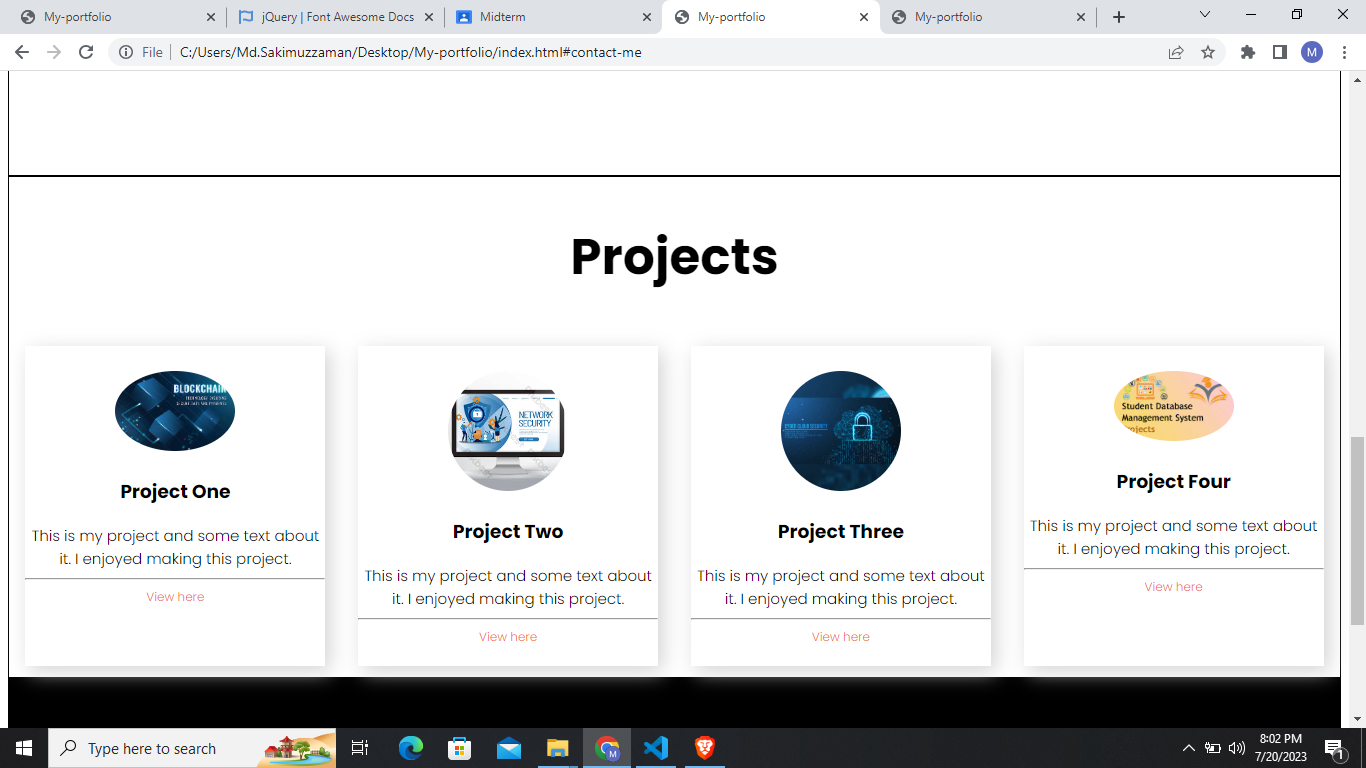 My-portfolio
jQuery | Font Awesome Docs
Midterm
My-portfolio
My-portfolio
File
C:/Users/Md.Sakimuzzaman/Desktop/My-portfolio/index.html#contact-me
M
Projects
BLOCKCHAIN
NETWORK
SECURITY
CYBER CLOUD SECURITY
Student Database
Management System
rojects
Project One
Project Two
Project Three
Project Four
This is my project and some text about
it. I enjoyed making this project.
View here
This is my project and some text about
it. I enjoyed making this project.
View here
This is my project and some text about
it. I enjoyed making this project.
View here
This is my project and some text about
it. I enjoyed making this project.
View here
Type here to search
M
8:02 PM
7/20/2023
1